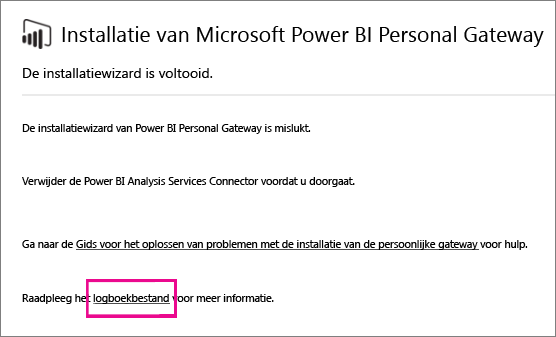 Installatie van Microsoft Power BI Personal Gateway
De installatiewizard is voltooid.
De installatiewizard van Power BI Personal Gateway is mislukt.
Verwijder de Power BI Analysis Services Connector voordat u doorgaat.
Ga naar de Gids voor het oplossen van problemen met de installatie van de persoonlijke gateway voor hulp.
Raadpleeg het logboekbestand voor meer informatie.